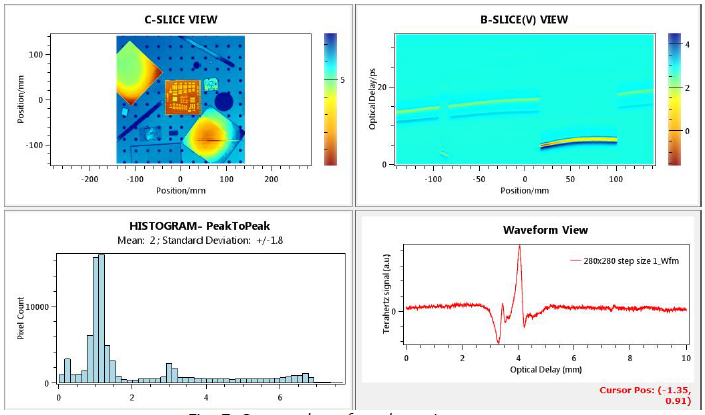 C-SLICE VIEW
Position/mm
100
0
-100
-200
-100
0
100
200
Position/mm
5
B-SLICE(V) VIEW
Optical Delay/ps
20
0
-100
-50
0
50
100
Position/mm
4
2
0
HISTOGRAM- PeakToPeak
Mean: 2; Standard Deviation: +/-1.8
Pixel Count
10000
0
0
2
4
6
Waveform View
280x280 step size 1_Wfm
Terahertz signal(a.u)
0
0
2
4
6
8
10
Optical Delay (mm)
Cursor Pos: (-1.35,
0.91)